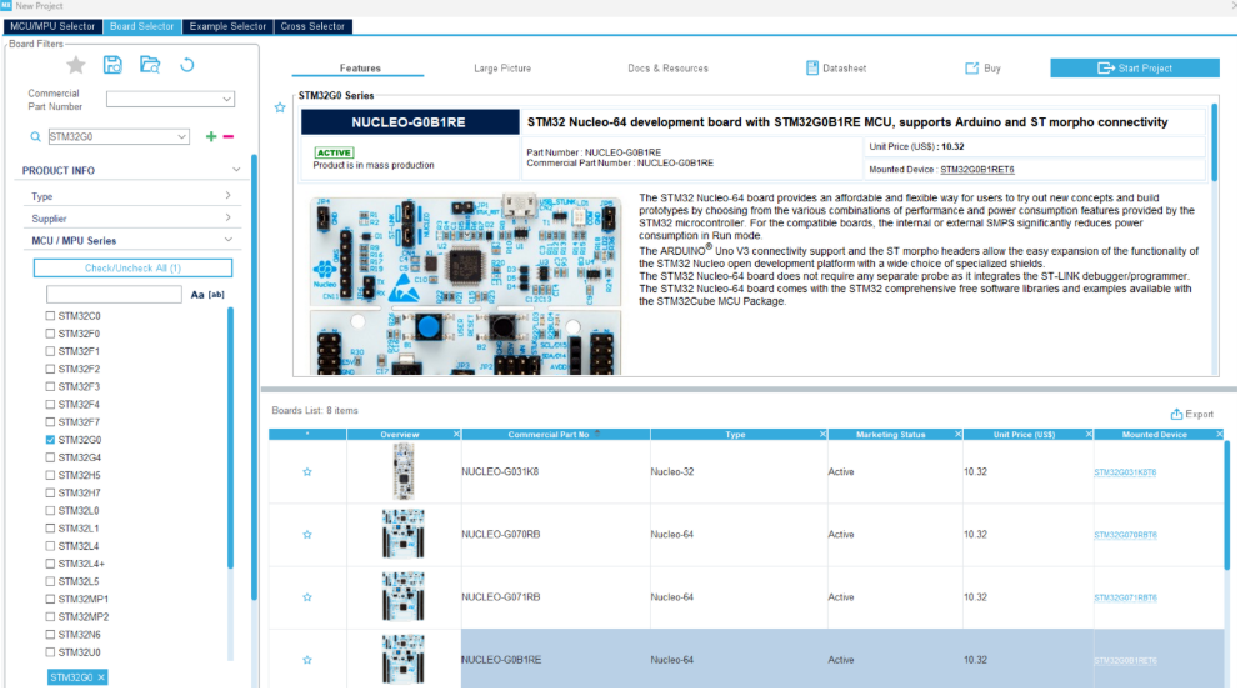 MX New Project
MCU/MPU Selector Board Selector Example Selector Cross Selector
Board Filters
Commercial
Part Number
STM32G0
PRODUCT INFO
Type
Supplier
MCU / MPU Series
Check/Uncheck All (1)
Aa [ab]
STM32C0
STM32F0
STM32F1
STM32F2
STM32F3
STM32F4
STM32F7
STM32G0
STM32G4
STM32H5
STM32H7
STM32L0
STM32L1
STM32L4
STM32L4+
STM32L5
STM32MP1
STM32MP2
STM32N6
STM32U0
STM32G0 ×
Features Large Picture Docs & Resources Datasheet Buy Start Project
STM32G0 Series
NUCLEO-G0B1RE
STM32 Nucleo-64 development board with STM32G0B1RE MCU, supports Arduino and ST morpho connectivity
ACTIVE
Product is in mass production
Part Number : NUCLEO-G0B1RE
Commercial Part Number : NUCLEO-G0B1RE
Unit Price (US$) : 10.32
Mounted Device : STM32G0B1RET6
The STM32 Nucleo-64 board provides an affordable and flexible way for users to try out new concepts and build
prototypes by choosing from the various combinations of performance and power consumption features provided by the
STM32 microcontroller. For the compatible boards, the internal or external SMPS significantly reduces power
consumption in Run mode.
The ARDUINO® Uno V3 connectivity support and the ST morpho headers allow the easy expansion of the functionality of
the STM32 Nucleo open development platform with a wide choice of specialized shields.
The STM32 Nucleo-64 board does not require any separate probe as it integrates the ST-LINK debugger/programmer.
The STM32 Nucleo-64 board comes with the STM32 comprehensive free software libraries and examples available with
the STM32Cube MCU Package.
Nucleo
USER
RESET
B2
Boards List: 8 items
Export
* Overview Commercial Part No Type Marketing Status Unit Price (US$) Mounted Device
NUCLEO-G031K8 Nucleo-32 Active 10.32 STM32G031K8T6
NUCLEO-G070RB Nucleo-64 Active 10.32 STM32G070RBT6
NUCLEO-G071RB Nucleo-64 Active 10.32 STM32G071RBT6
NUCLEO-G0B1RE Nucleo-64 Active 10.32 STM32G0B1RET6